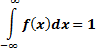 ∫_{-∞}^{∞} f(x)dx = 1